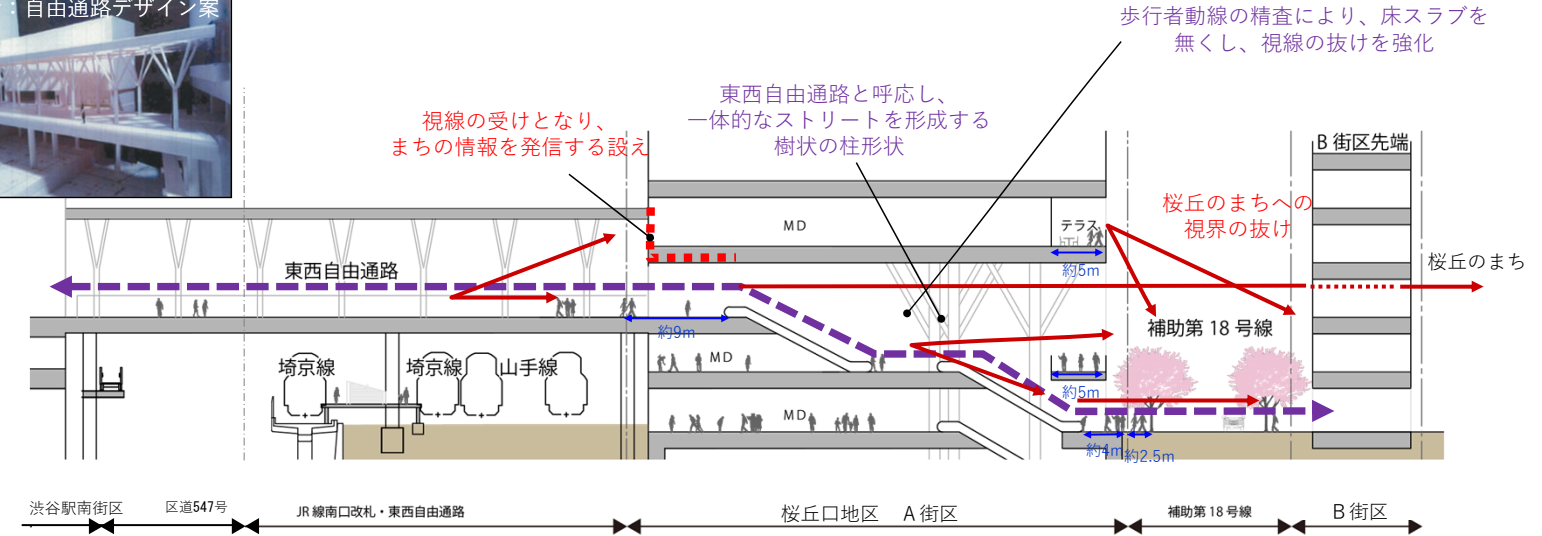 ：自由通路デザイン案
歩行者動線の精査により、床スラブを
無くし、視線の抜けを強化
東西自由通路と呼応し、
一体的なストリートを形成する
樹状の柱形状
視線の受けとなり、
まちの情報を発信する設え
B 街区先端
桜丘のまちへの
視界の抜け
MD
テラス
約5m
桜丘のまち
東西自由通路
約9m
補助第 18 号線
埼京線
埼京線
山手線
MD
約5m
MD
約4m
約2.5m
渋谷駅南街区
区道547号
JR 線南口改札・東西自由通路
桜丘口地区　A 街区
補助第 18 号線
B 街区